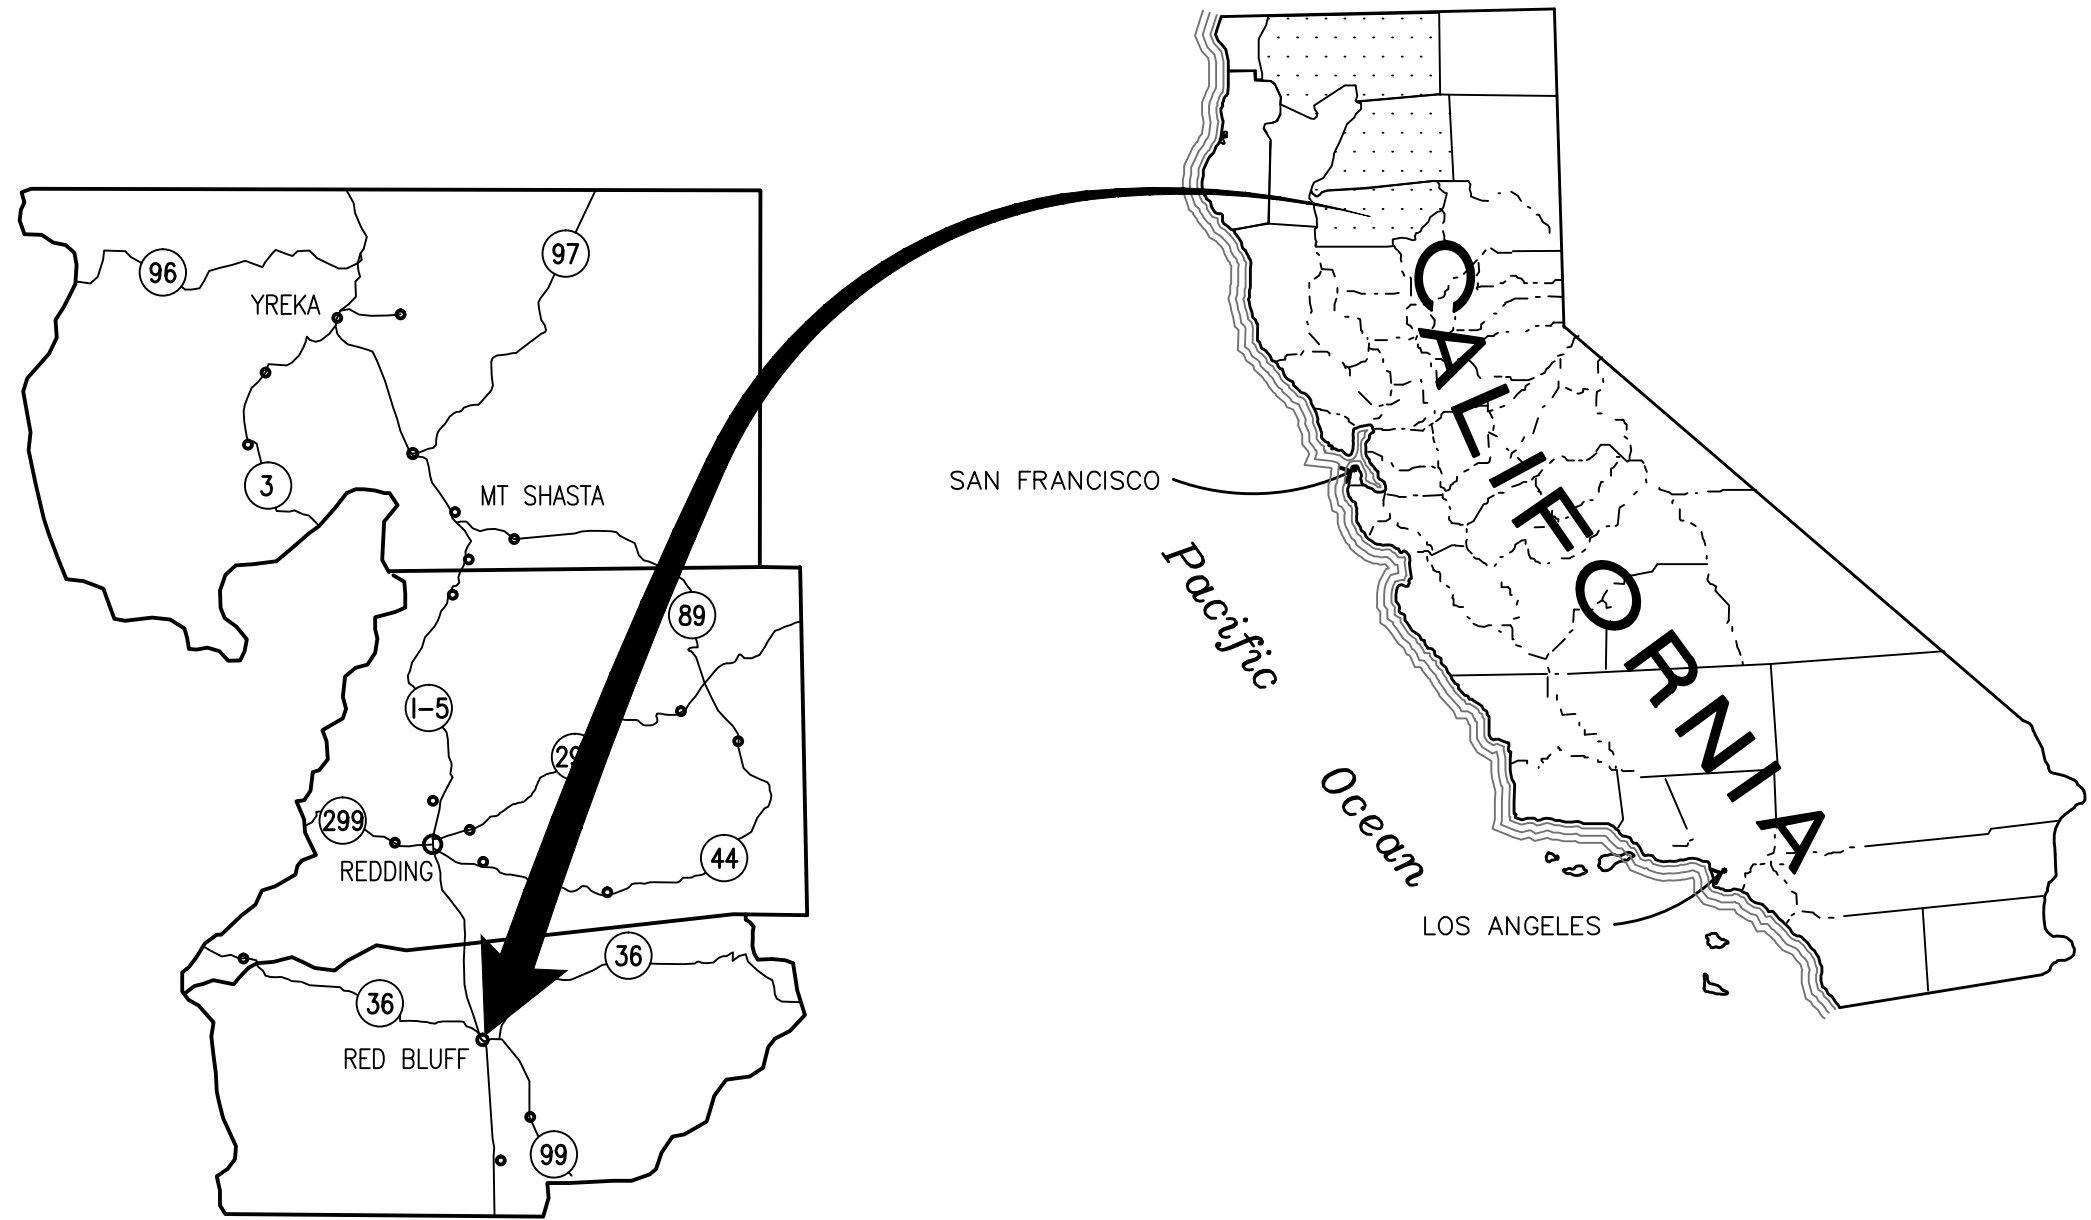 96
97
YREKA
3
MT SHASTA
89
I-5
29
299
REDDING
44
36
36
RED BLUFF
99
CALIFORNIA
SAN FRANCISCO
Pacific
Ocean
LOS ANGELES